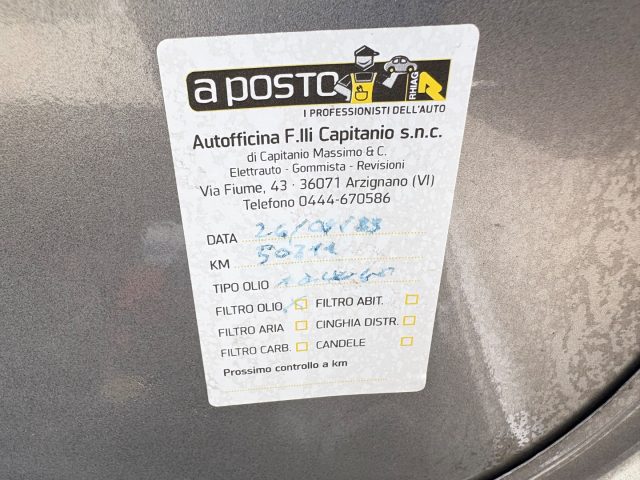 a POSTO
RHIAG
I PROFESSIONISTI DELL'AUTO
Autofficina F.lli Capitanio s.n.c.
di Capitanio Massimo & C.
Elettrauto - Gommista - Revisioni
Via Fiume, 43 · 36071 Arzignano (VI)
Telefono 0444-670586
DATA
KM
TIPO OLIO
FILTRO OLIO FILTRO ABIT.
FILTRO ARIA CINGHIA DISTR.
FILTRO CARB. CANDELE
Prossimo controllo a km